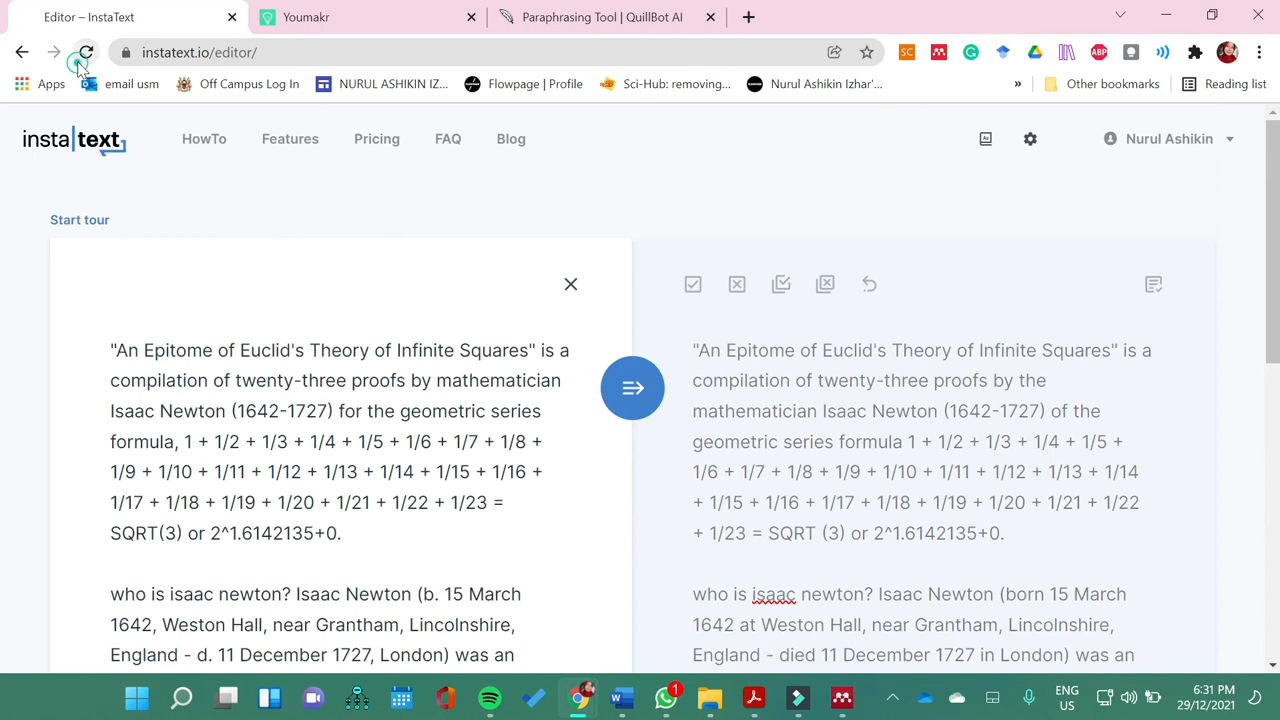 Editor – InstaText
Youmakr
Paraphrasing Tool | QuillBot AI
instatext.io/editor/
SC
ABP
Apps
email usm
Off Campus Log In
NURUL ASHIKIN IZ...
Flowpage | Profile
Sci-Hub: removing...
Nurul Ashikin Izhar'...
»
Other bookmarks
Reading list
insta|text
HowTo
Features
Pricing
FAQ
Blog
Nurul Ashikin
Start tour
"An Epitome of Euclid's Theory of Infinite Squares" is a
compilation of twenty-three proofs by mathematician
Isaac Newton (1642-1727) for the geometric series
formula, 1 + 1/2 + 1/3 + 1/4 + 1/5 + 1/6 + 1/7 + 1/8 +
1/9 + 1/10 + 1/11 + 1/12 + 1/13 + 1/14 + 1/15 + 1/16 +
1/17 + 1/18 + 1/19 + 1/20 + 1/21 + 1/22 + 1/23 =
SQRT(3) or 2^1.6142135+0.
who is isaac newton? Isaac Newton (b. 15 March
1642, Weston Hall, near Grantham, Lincolnshire,
England - d. 11 December 1727, London) was an
"An Epitome of Euclid's Theory of Infinite Squares" is a
compilation of twenty-three proofs by the
mathematician Isaac Newton (1642-1727) of the
geometric series formula 1 + 1/2 + 1/3 + 1/4 + 1/5 +
1/6 + 1/7 + 1/8 + 1/9 + 1/10 + 1/11 + 1/12 + 1/13 + 1/14
+ 1/15 + 1/16 + 1/17 + 1/18 + 1/19 + 1/20 + 1/21 + 1/22
+ 1/23 = SQRT (3) or 2^1.6142135+0.
who is isaac newton? Isaac Newton (born 15 March
1642 at Weston Hall, near Grantham, Lincolnshire,
England - died 11 December 1727 in London) was an
1
ENG
US
6:31 PM
29/12/2021